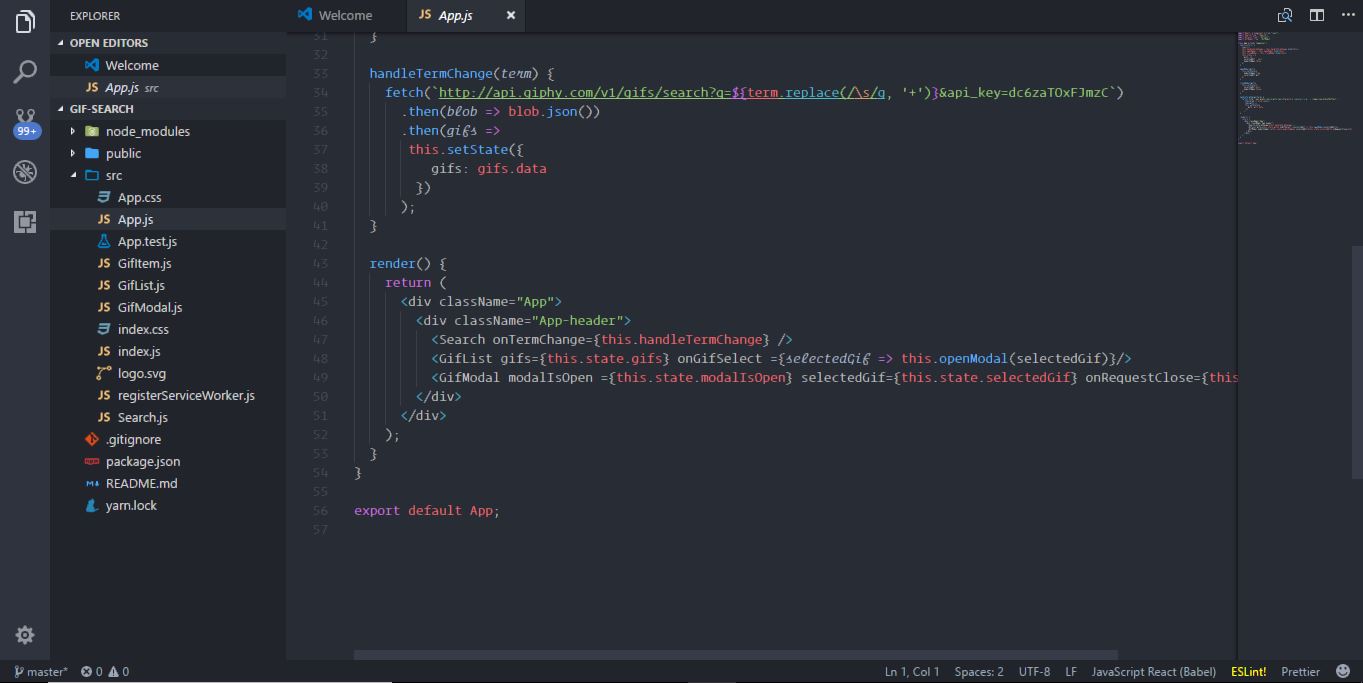 EXPLORER
OPEN EDITORS
Welcome
JS App.js src
GIF-SEARCH
99+
node_modules
public
src
App.css
JS App.js
App.test.js
JS GifItem.js
JS GifList.js
JS GifModal.js
index.css
JS index.js
logo.svg
JS registerServiceWorker.js
JS Search.js
.gitignore
package.json
README.md
yarn.lock
Welcome
JS App.js ×
31 }
32
33 handleTermChange(term) {
34 fetch(`http://api.giphy.com/v1/gifs/search?q=${term.replace(/\s/g, '+')}&api_key=dc6zaTOxFJmzC`)
35 .then(blob => blob.json())
36 .then(gifs =>
37 this.setState({
38 gifs: gifs.data
39 })
40 );
41 }
42
43 render() {
44 return (
45 <div className="App">
46 <div className="App-header">
47 <Search onTermChange={this.handleTermChange} />
48 <GifList gifs={this.state.gifs} onGifSelect ={selectedGif => this.openModal(selectedGif)}/>
49 <GifModal modalIsOpen ={this.state.modalIsOpen} selectedGif={this.state.selectedGif} onRequestClose={this
50 </div>
51 </div>
52 );
53 }
54 }
55
56 export default App;
57
master* 0 0
Ln 1, Col 1 Spaces: 2 UTF-8 LF JavaScript React (Babel) ESLint! Prettier